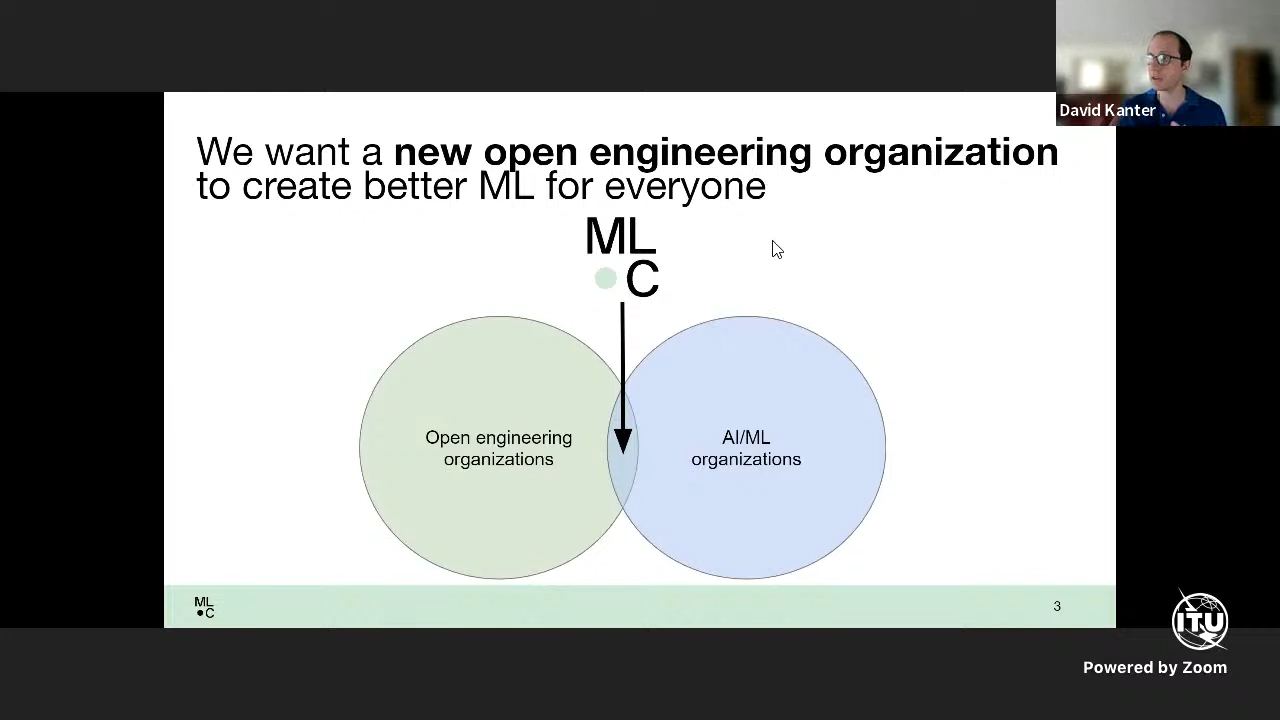 David Kanter
We want a new open engineering organization
to create better ML for everyone
ML
C
Open engineering
organizations
AI/ML
organizations
ML
C
3
ITU
Powered by Zoom